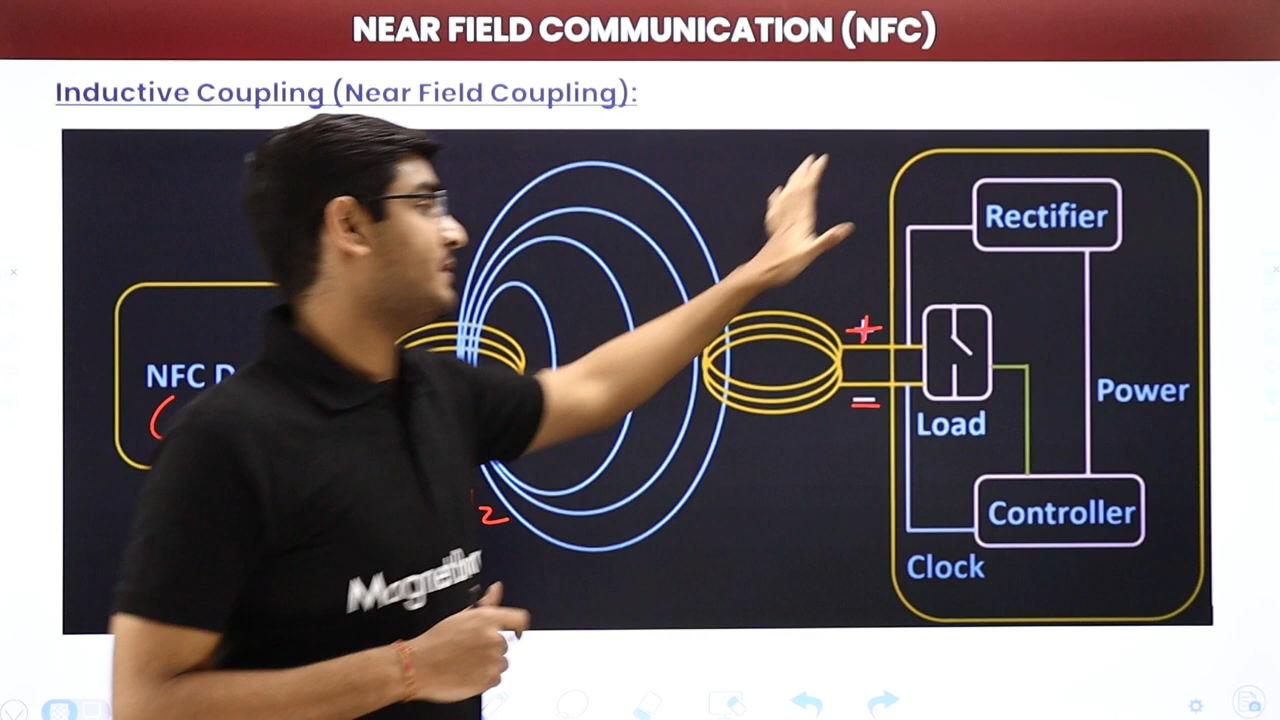 NEAR FIELD COMMUNICATION (NFC)
Inductive Coupling (Near Field Coupling):
Rectifier
+
NFC D
Load
Power
–
Controller
Clock